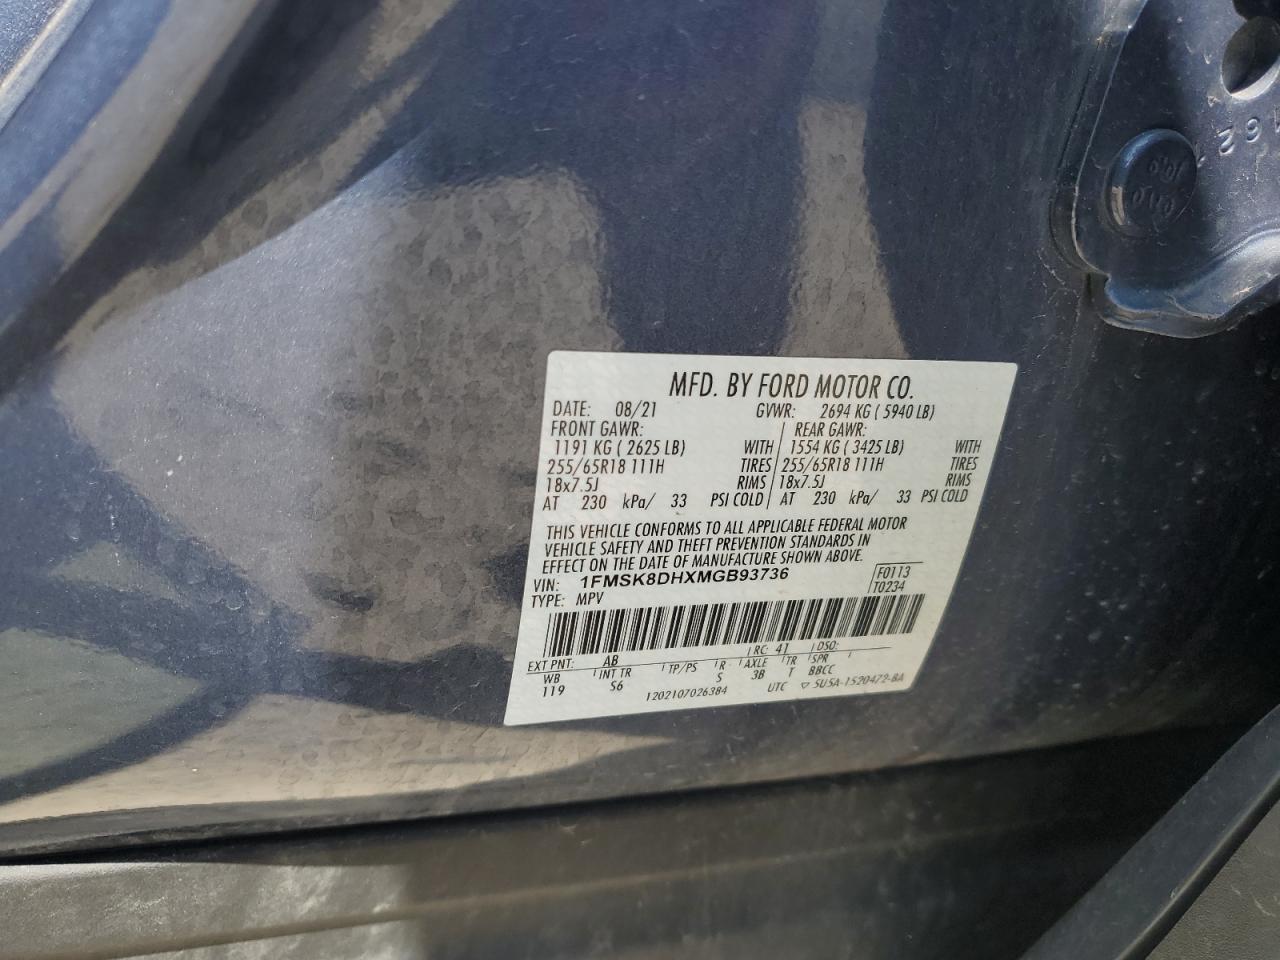 MFD. BY FORD MOTOR CO.
DATE: 08/21 GVWR: 2694 KG ( 5940 LB)
FRONT GAWR: REAR GAWR:
1191 KG ( 2625 LB) WITH 1554 KG ( 3425 LB) WITH
255/65R18 111H TIRES 255/65R18 111H TIRES
18x7.5J RIMS 18x7.5J RIMS
AT 230 kPa/ 33 PSI COLD AT 230 kPa/ 33 PSI COLD
THIS VEHICLE CONFORMS TO ALL APPLICABLE FEDERAL MOTOR
VEHICLE SAFETY AND THEFT PREVENTION STANDARDS IN
EFFECT ON THE DATE OF MANUFACTURE SHOWN ABOVE.
VIN: 1FMSK8DHXMGB93736 F0113
TYPE: MPV T0234
EXT PNT: AB RC: 41 DSO:
WB INT TR TP/PS R AXLE TR SPR
119 S6 S 3B T BBCC
1202107026384 UTC ▽ SU5A-1520472-BA